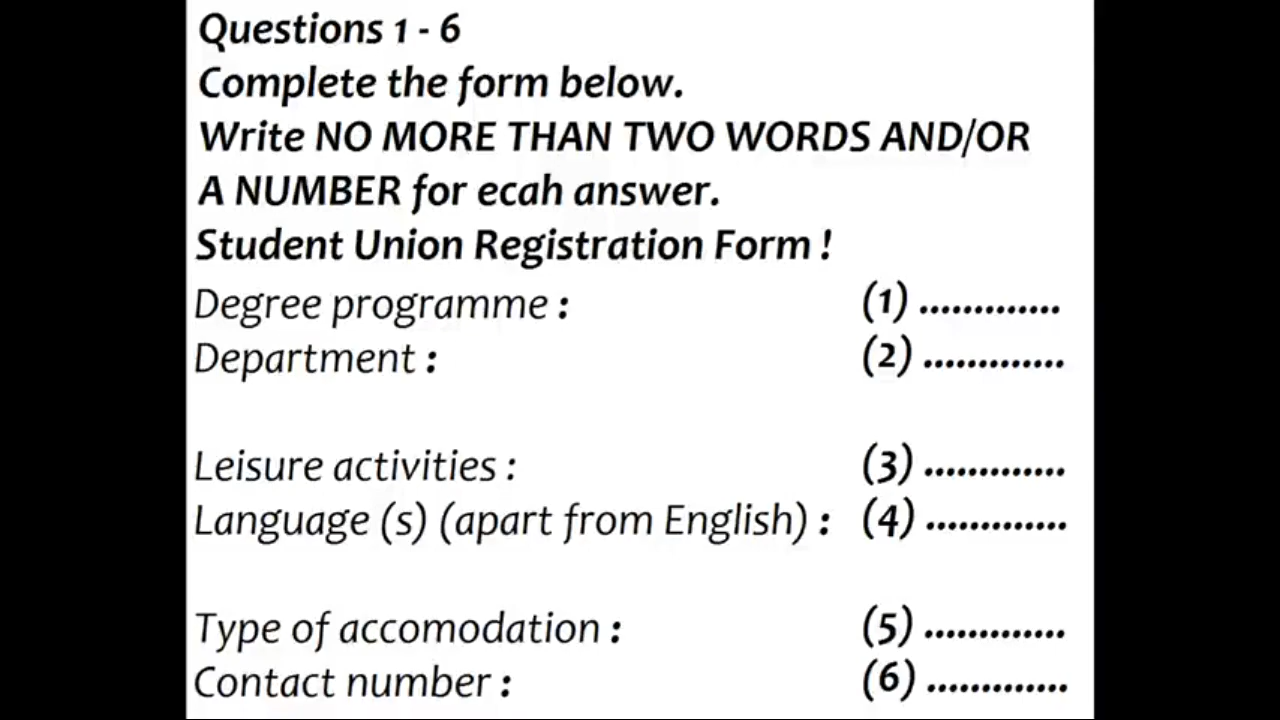 Questions 1 - 6
Complete the form below.
Write NO MORE THAN TWO WORDS AND/OR
A NUMBER for ecah answer.
Student Union Registration Form !
Degree programme : (1) .............
Department : (2) .............
Leisure activities : (3) .............
Language (s) (apart from English) : (4) .............
Type of accomodation : (5) .............
Contact number : (6) .............